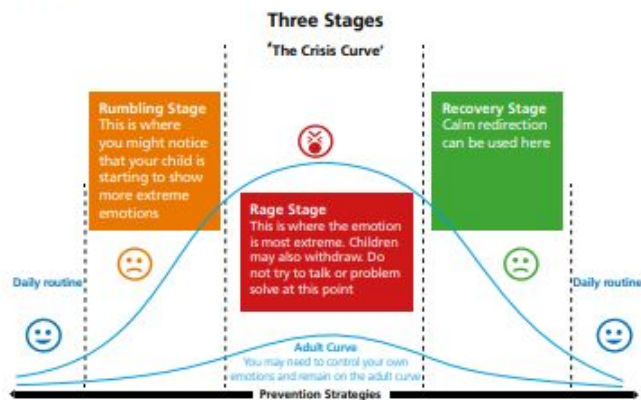 Three Stages
‘The Crisis Curve’
Rumbling Stage
This is where
you might notice
that your child is
starting to show
more extreme
emotions
Recovery Stage
Calm redirection
can be used here
Rage Stage
This is where the emotion
is most extreme. Children
may also withdraw. Do
not try to talk or problem
solve at this point
Daily routine
Daily routine
Adult Curve
You may need to control your own
emotions and remain on the adult curve
Prevention Strategies